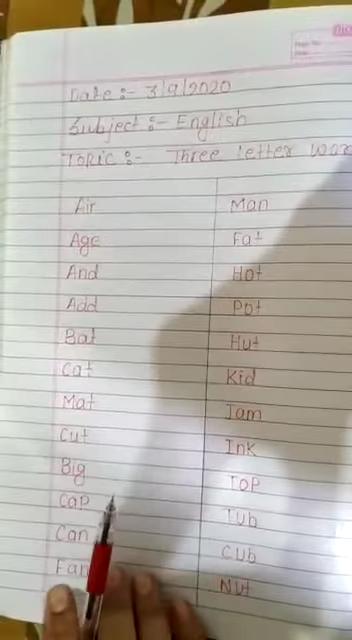 Date :- 3/9/2020
Subject :- English
Topic :- Three letter
Air
Age
And
Add
Bat
Cat
Mat
Cut
Big
Cap
Can
Fan
Man
Fat
Hot
Pot
Hut
Kid
Jam
Ink
Top
Tub
Cub
Nut